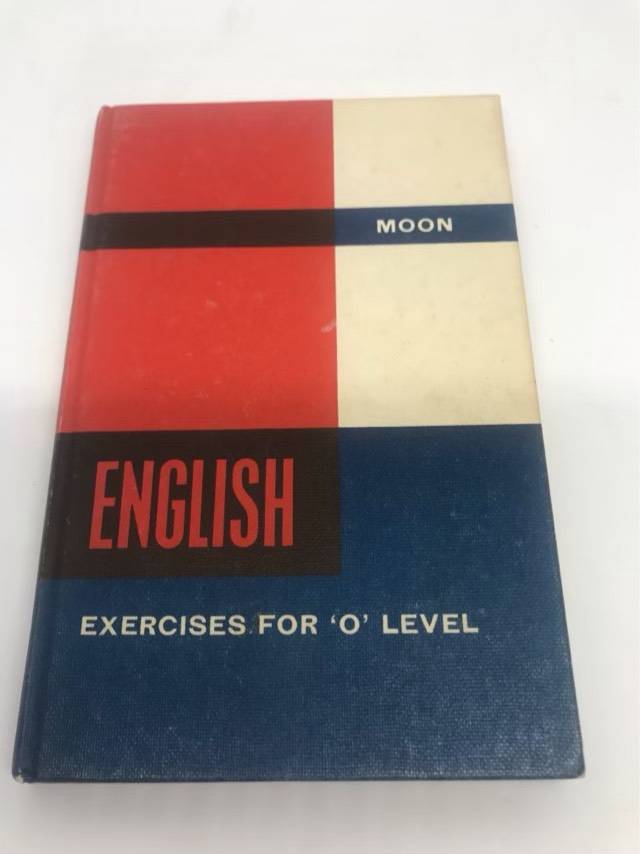 MOON
ENGLISH
EXERCISES FOR ‘O’ LEVEL